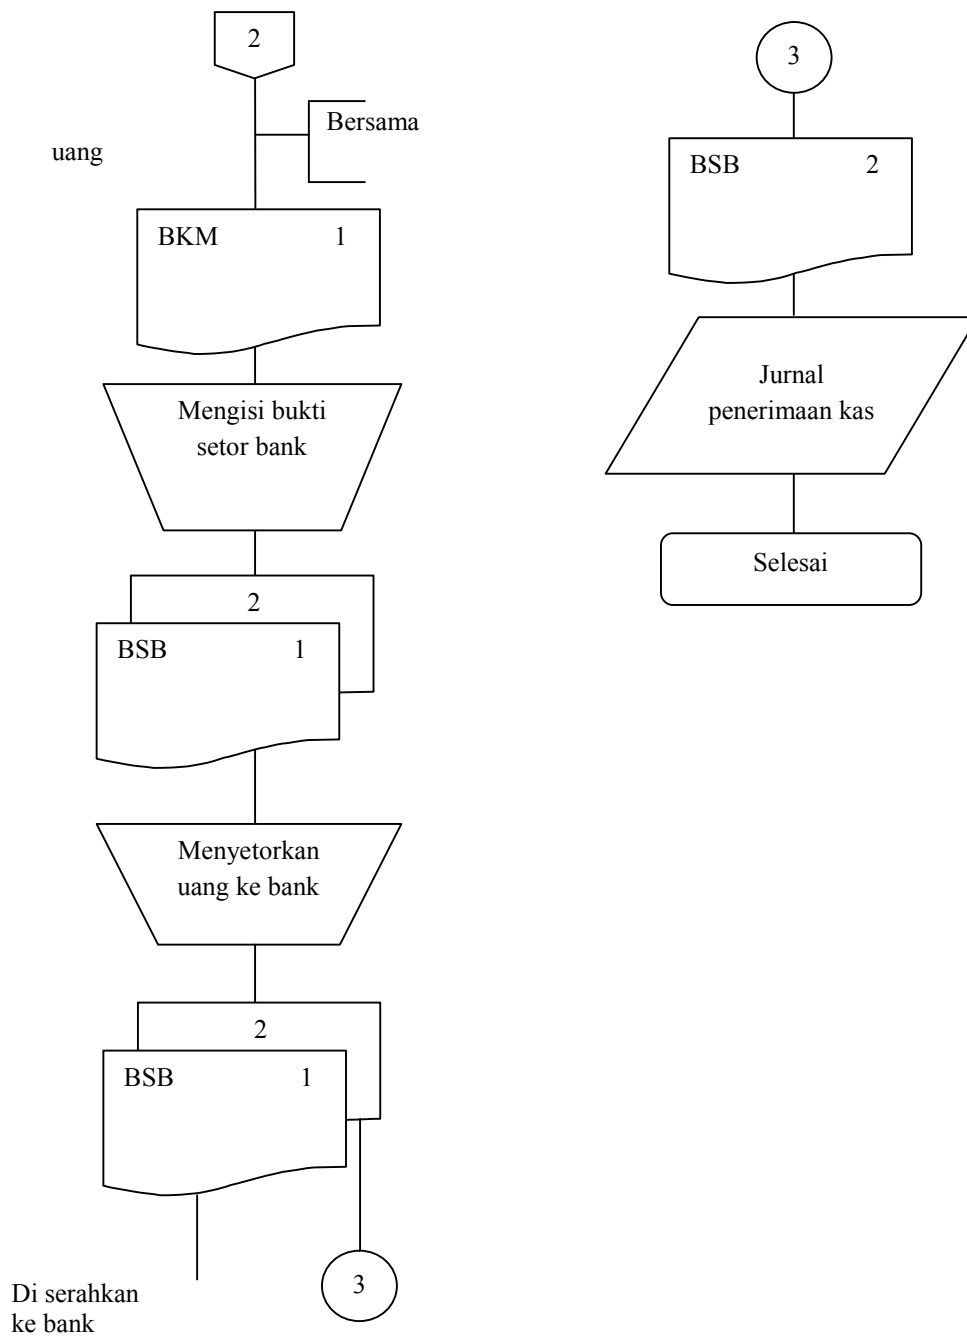 2
Bersama
uang
BKM 1
Mengisi bukti
setor bank
2
BSB 1
Menyetorkan
uang ke bank
2
BSB 1
Di serahkan
ke bank
3
3
BSB 2
Jurnal
penerimaan kas
Selesai